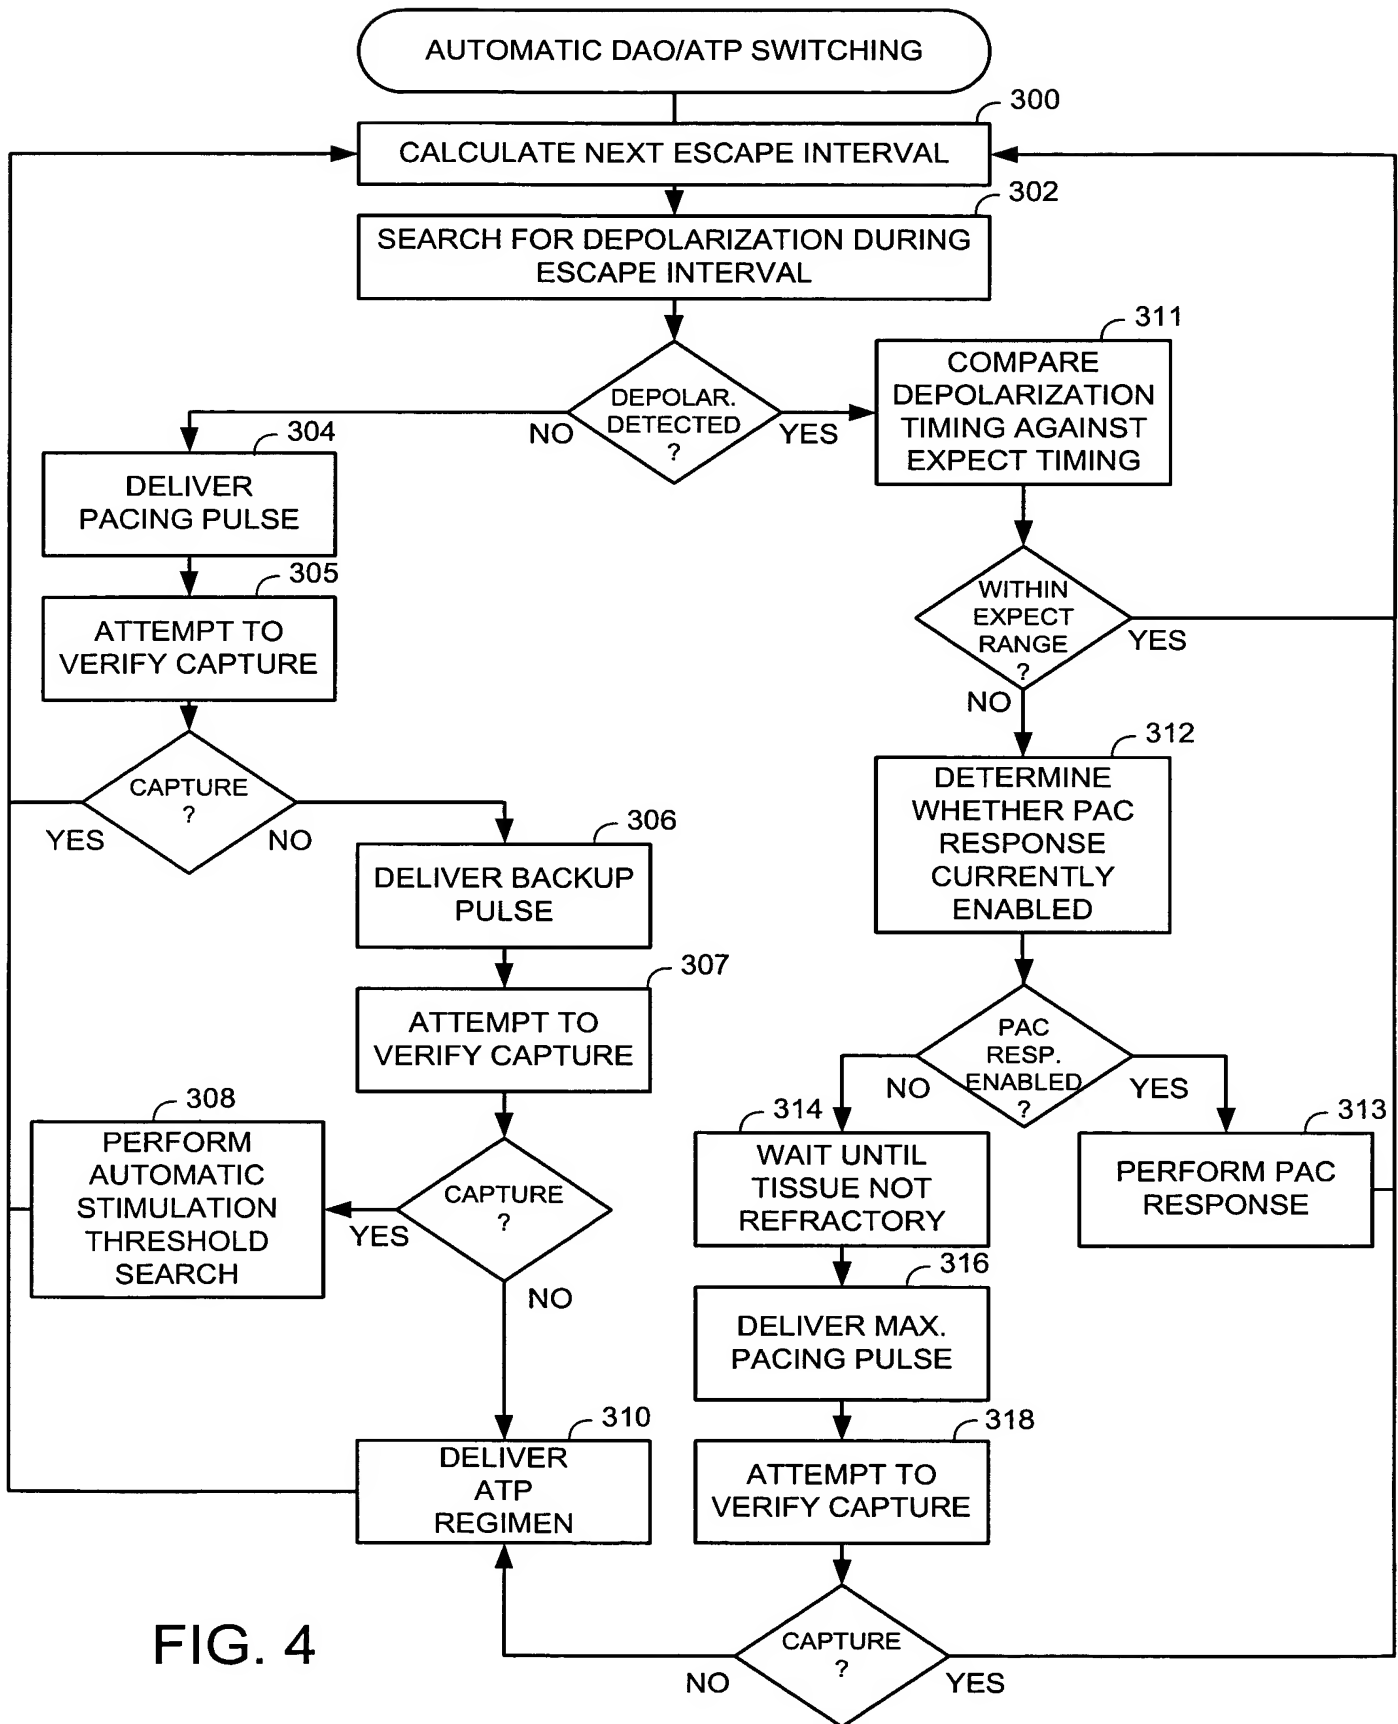 AUTOMATIC DAO/ATP SWITCHING
300
CALCULATE NEXT ESCAPE INTERVAL
302
SEARCH FOR DEPOLARIZATION DURING
ESCAPE INTERVAL
DEPOLAR.
DETECTED
?
NO
YES
311
COMPARE
DEPOLARIZATION
TIMING AGAINST
EXPECT TIMING
304
DELIVER
PACING PULSE
305
ATTEMPT TO
VERIFY CAPTURE
CAPTURE
?
YES
NO
WITHIN
EXPECT
RANGE
?
YES
NO
312
DETERMINE
WHETHER PAC
RESPONSE
CURRENTLY
ENABLED
306
DELIVER BACKUP
PULSE
307
ATTEMPT TO
VERIFY CAPTURE
PAC
RESP.
ENABLED
?
NO
YES
308
PERFORM
AUTOMATIC
STIMULATION
THRESHOLD
SEARCH
CAPTURE
?
YES
NO
314
WAIT UNTIL
TISSUE NOT
REFRACTORY
313
PERFORM PAC
RESPONSE
316
DELIVER MAX.
PACING PULSE
310
DELIVER
ATP
REGIMEN
318
ATTEMPT TO
VERIFY CAPTURE
CAPTURE
?
NO
YES
FIG. 4